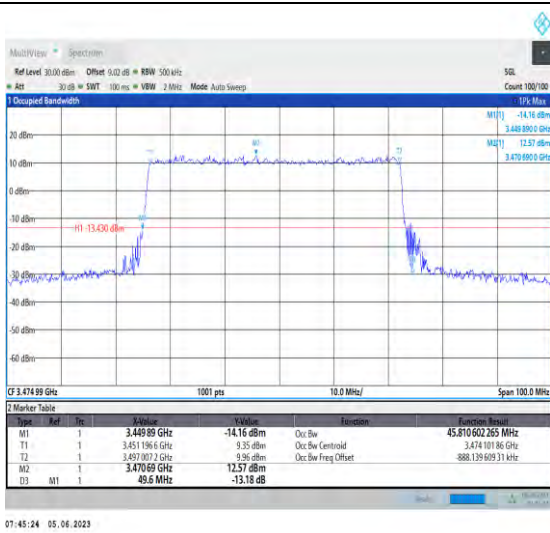 MultiView Spectrum
Ref Level 30.00 dBm Offset 9.02 dB RBW 500 kHz SGL
Att 30 dB SWT 100 ms VBW 2 MHz Mode Auto Sweep Count 100/100
1 Occupied Bandwidth 1Pk Max
M1[1] -14.16 dBm
3.449 890 0 GHz
20 dBm M2[1] 12.57 dBm
3.470 690 0 GHz
10 dBm
0 dBm
-10 dBm
H1 -13.430 dBm
-20 dBm
-30 dBm
-40 dBm
-50 dBm
-60 dBm
CF 3.474 99 GHz 1001 pts 10.0 MHz/ Span 100.0 MHz
2 Marker Table
Type Ref Trc X-Value Y-Value Function Function Result
M1 1 3.449 89 GHz -14.16 dBm Occ Bw 45.810 602 265 MHz
T1 1 3.451 196 6 GHz 9.35 dBm Occ Bw Centroid 3.474 101 86 GHz
T2 1 3.497 007 2 GHz 9.96 dBm Occ Bw Freq Offset -888.139 609 31 kHz
M2 1 3.470 69 GHz 12.57 dBm
D3 M1 1 49.6 MHz -13.18 dB
07:45:24 05.06.2023